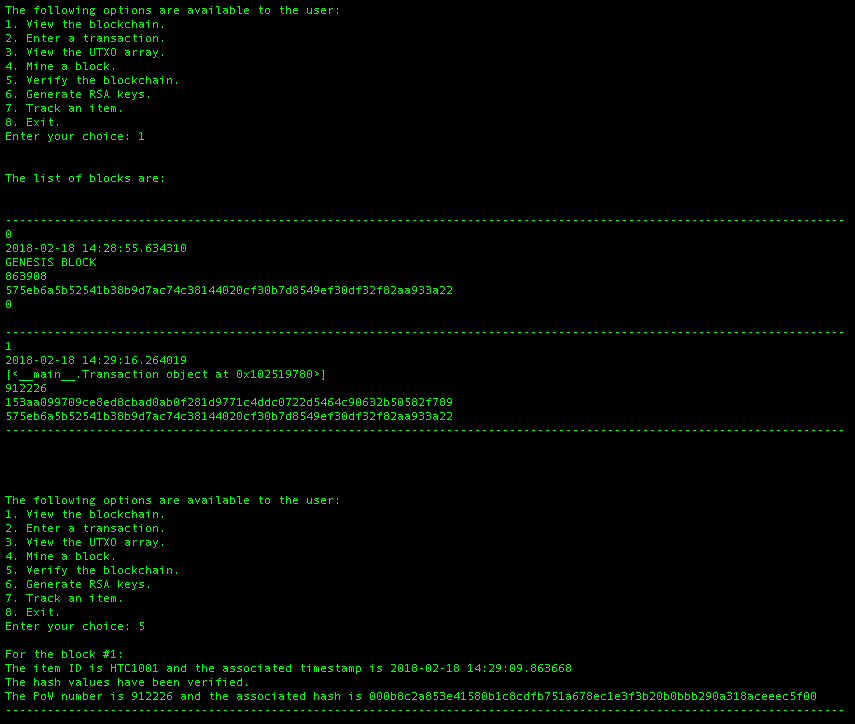 The following options are available to the user:
1. View the blockchain.
2. Enter a transaction.
3. View the UTXO array.
4. Mine a block.
5. Verify the blockchain.
6. Generate RSA keys.
7. Track an item.
8. Exit.
Enter your choice: 1
The list of blocks are:
------------------------------------------------------------------------------------------------------------------------
0
2018-02-18 14:28:55.634310
GENESIS BLOCK
863908
575eb6a5b52541b38b9d7ac74c38144020cf30b7d8549ef30df32f82aa933a22
0
------------------------------------------------------------------------------------------------------------------------
1
2018-02-18 14:29:16.264019
[<__main__.Transaction object at 0x102519780>]
912226
153aa099709ce8ed8cbad0ab0f281d9771c4ddc0722d5464c90632b50582f789
575eb6a5b52541b38b9d7ac74c38144020cf30b7d8549ef30df32f82aa933a22
------------------------------------------------------------------------------------------------------------------------
The following options are available to the user:
1. View the blockchain.
2. Enter a transaction.
3. View the UTXO array.
4. Mine a block.
5. Verify the blockchain.
6. Generate RSA keys.
7. Track an item.
8. Exit.
Enter your choice: 5
For the block #1:
The item ID is HTC1001 and the associated timestamp is 2018-02-18 14:29:09.863668
The hash values have been verified.
The PoW number is 912226 and the associated hash is 000b8c2a853e41580b1c8cdfb751a678ec1e3f3b20b0bbb290a318aceeec5f00
------------------------------------------------------------------------------------------------------------------------